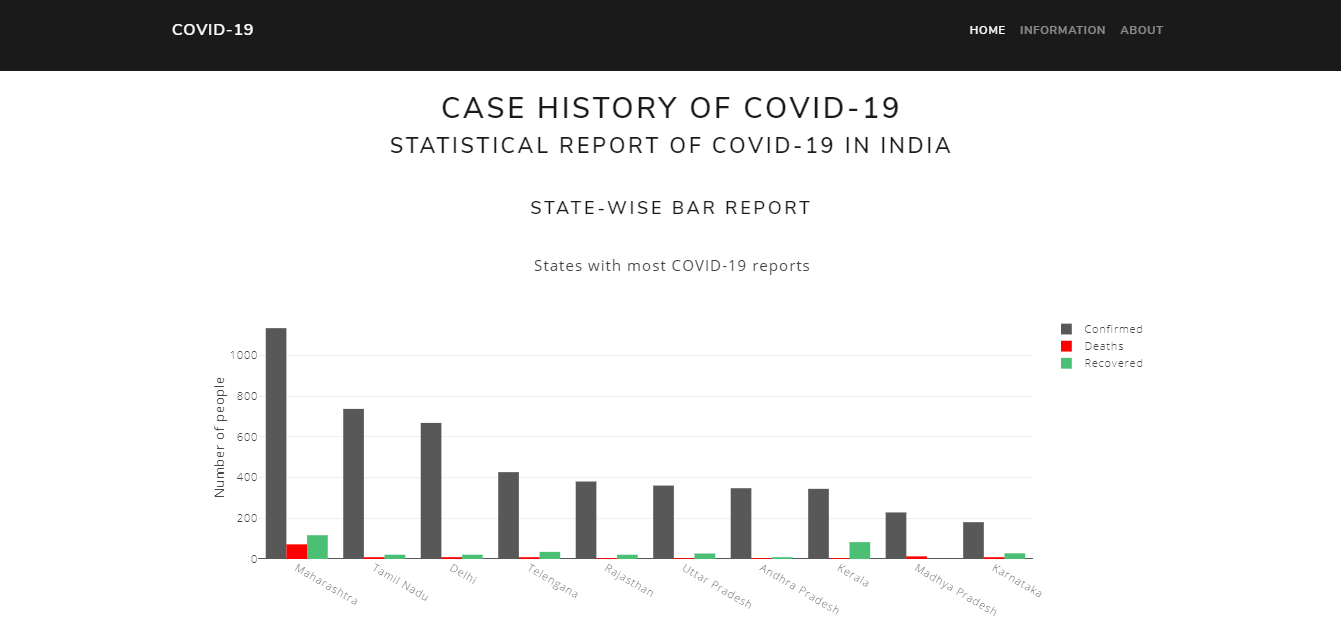 COVID-19
HOME INFORMATION ABOUT
CASE HISTORY OF COVID-19
STATISTICAL REPORT OF COVID-19 IN INDIA
STATE-WISE BAR REPORT
States with most COVID-19 reports
Confirmed
Deaths
Recovered
Number of people
1000
800
600
400
200
0
Maharashtra
Tamil Nadu
Delhi
Telengana
Rajasthan
Uttar Pradesh
Andhra Pradesh
Kerala
Madhya Pradesh
Karnataka